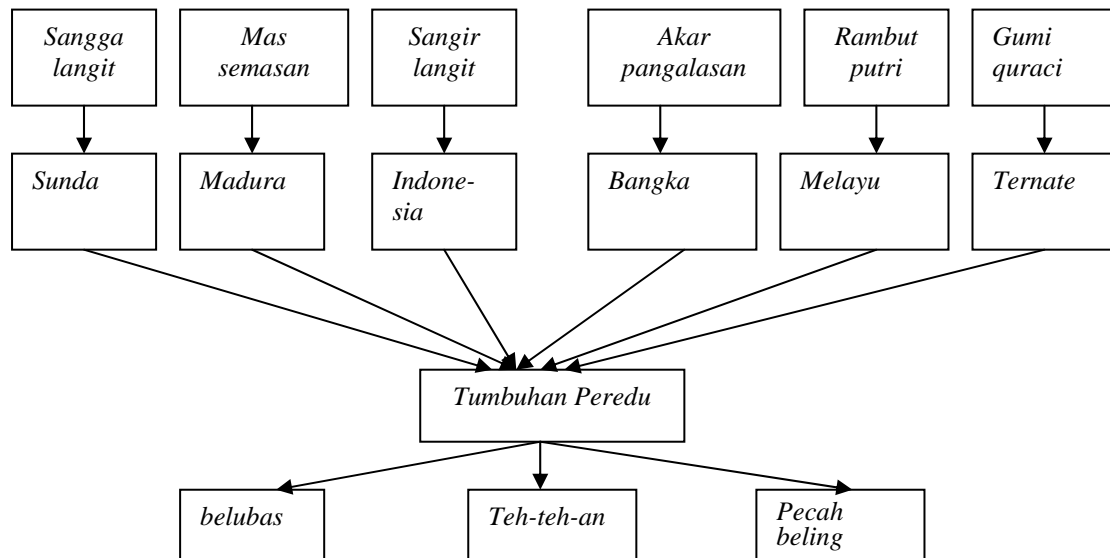 Sangga
langit
Mas
semasan
Sangir
langit
Akar
pangalasan
Rambut
putri
Gumi
quraci
Sunda
Madura
Indone-
sia
Bangka
Melayu
Ternate
Tumbuhan Peredu
belubas
Teh-teh-an
Pecah
beling